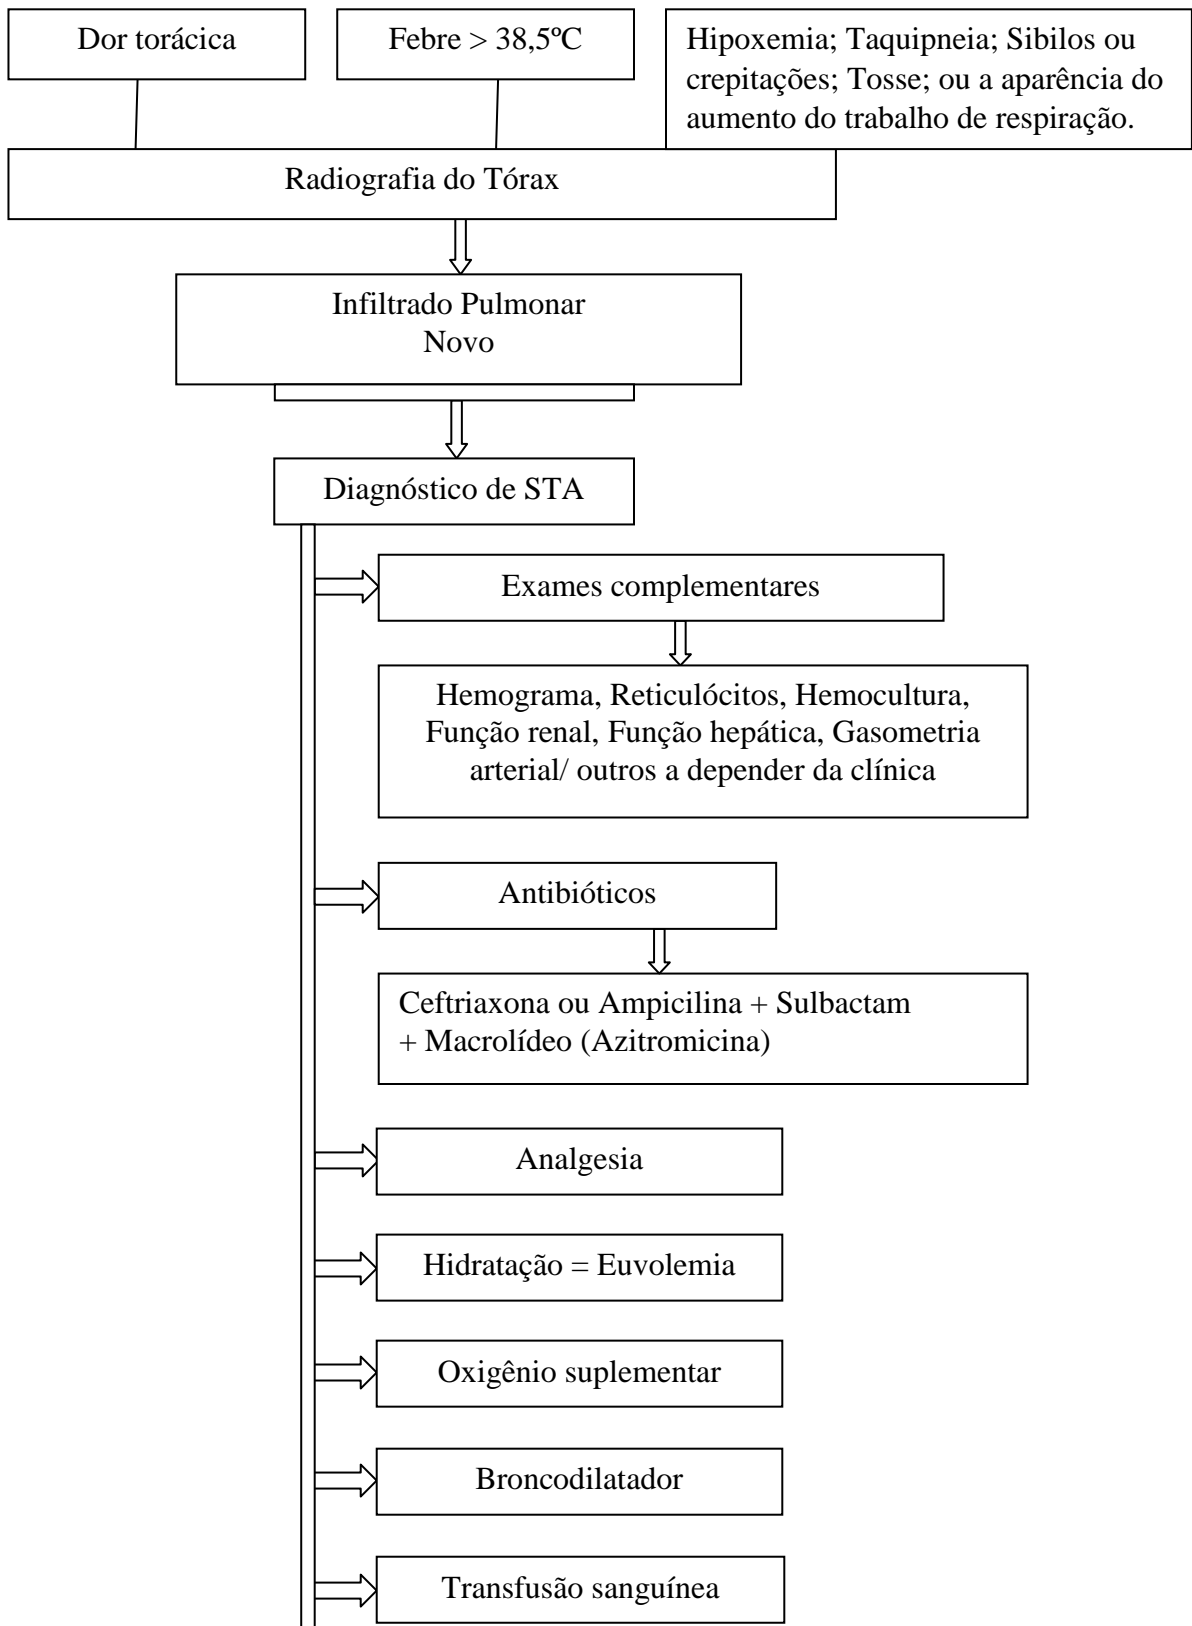 Dor torácica
Febre > 38,5ºC
Hipoxemia; Taquipneia; Sibilos ou
crepitações; Tosse; ou a aparência do
aumento do trabalho de respiração.
Radiografia do Tórax
Infiltrado Pulmonar
Novo
Diagnóstico de STA
Exames complementares
Hemograma, Reticulócitos, Hemocultura,
Função renal, Função hepática, Gasometria
arterial/ outros a depender da clínica
Antibióticos
Ceftriaxona ou Ampicilina + Sulbactam
+ Macrolídeo (Azitromicina)
Analgesia
Hidratação = Euvolemia
Oxigênio suplementar
Broncodilatador
Transfusão sanguínea